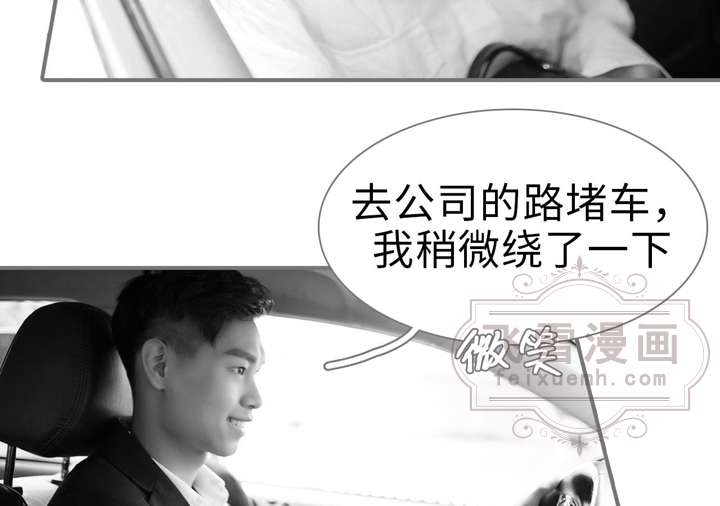 去公司的路堵车，
我稍微绕了一下
微笑
飞雪漫画
feixuemh.com